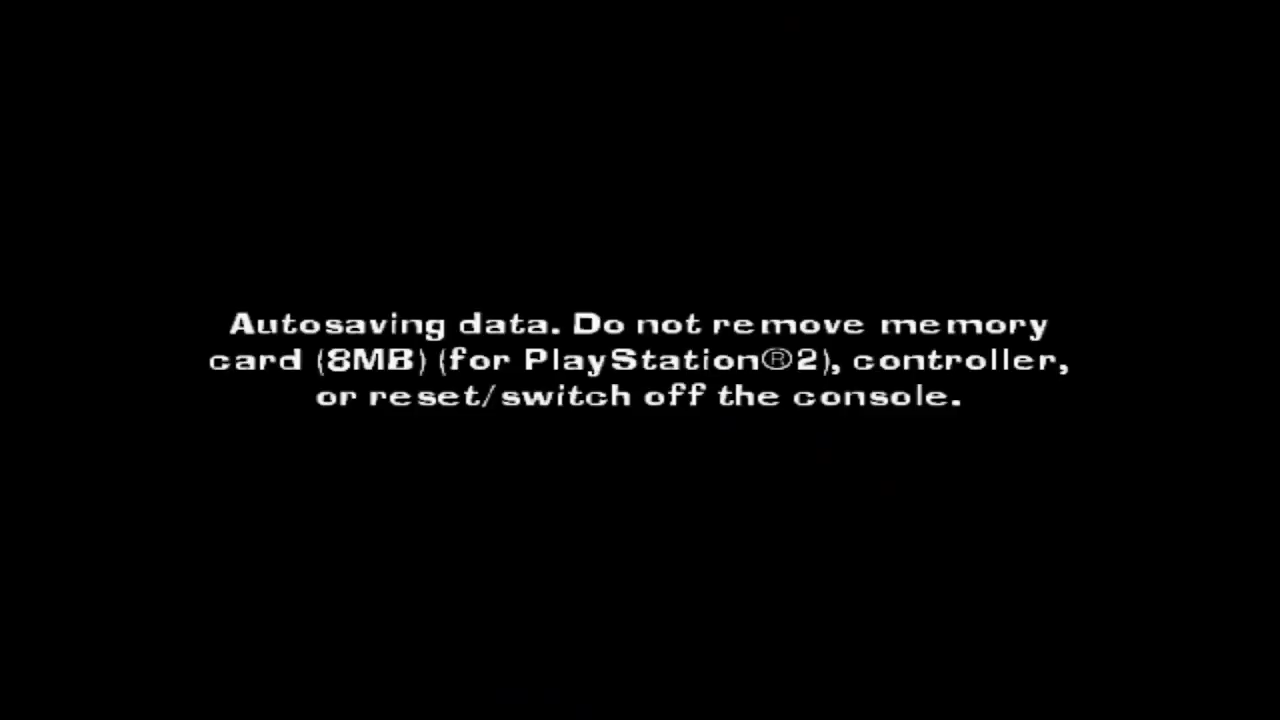 Autosaving data. Do not remove memory
card (8MB) (for PlayStation®2), controller,
or reset/switch off the console.